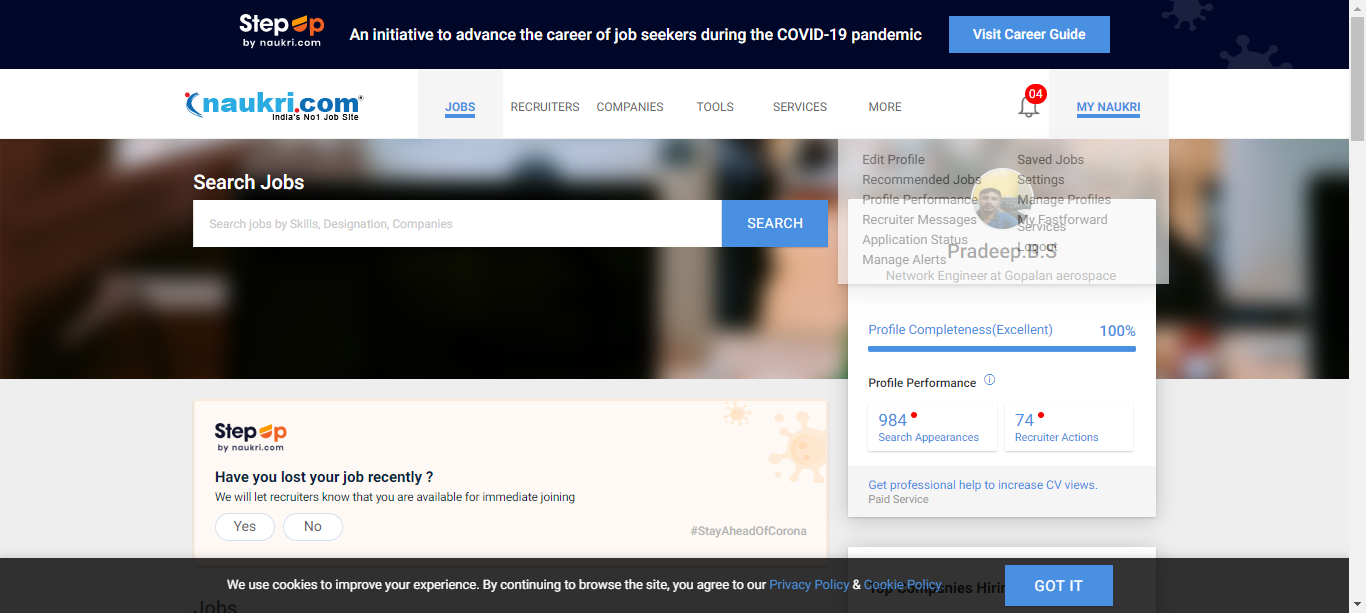 StepUp
by naukri.com
An initiative to advance the career of job seekers during the COVID-19 pandemic
Visit Career Guide
naukri.com
India's No1 Job Site
JOBS
RECRUITERS
COMPANIES
TOOLS
SERVICES
MORE
04
MY NAUKRI
Edit Profile
Recommended Jobs
Profile Performance
Recruiter Messages
Application Status
Manage Alerts
Saved Jobs
Settings
Manage Profiles
My Fastforward
Services
Logout
Search Jobs
Search jobs by Skills, Designation, Companies
SEARCH
Pradeep.B.S
Network Engineer at Gopalan aerospace
Profile Completeness(Excellent)
100%
Profile Performance
984
Search Appearances
74
Recruiter Actions
Get professional help to increase CV views.
Paid Service
StepUp
by naukri.com
Have you lost your job recently ?
We will let recruiters know that you are available for immediate joining
Yes
No
#StayAheadOfCorona
We use cookies to improve your experience. By continuing to browse the site, you agree to our Privacy Policy & Cookie Policy.
GOT IT
Top Companies Hiring
Jobs